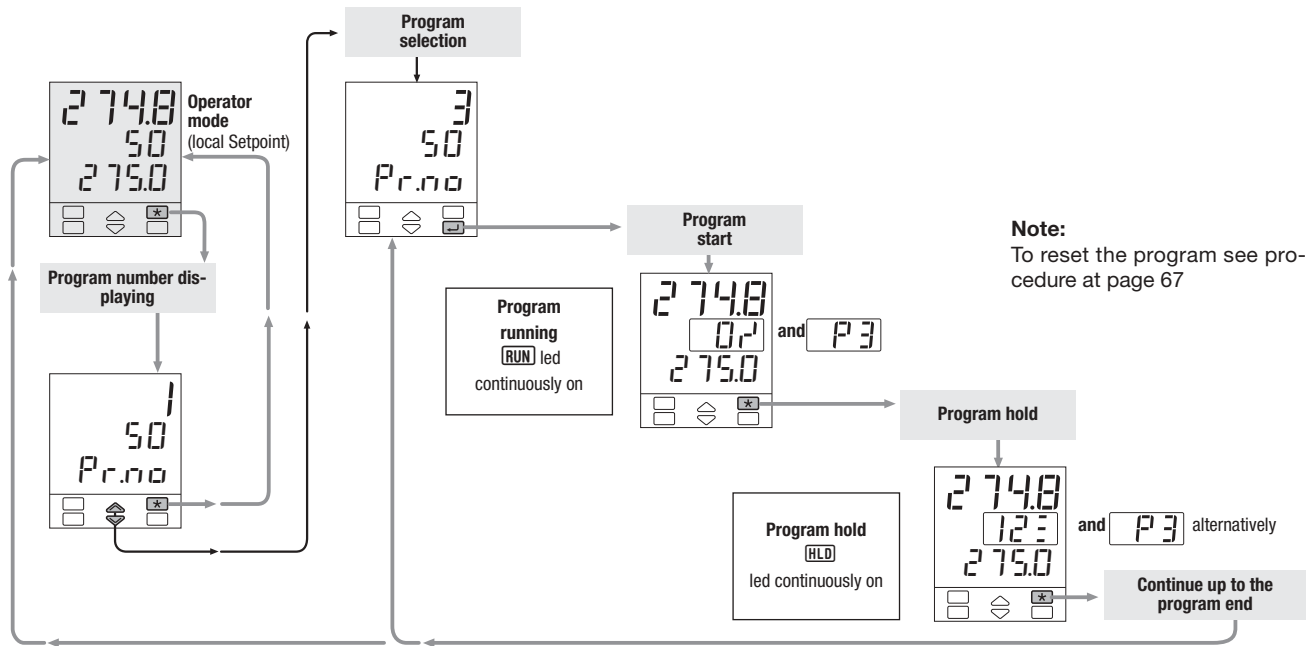 Program
selection
274.8
50
275.0
Operator
mode
(local Setpoint)
*
Program number dis-
playing
1
50
Pr.no
*
3
50
Pr.no
Program
start
Program
running
RUN led
continuously on
274.8
and P3
275.0
*
Note:
To reset the program see pro-
cedure at page 67
Program hold
Program hold
HLD
led continuously on
274.8
and P3 alternatively
275.0
*
Continue up to the
program end